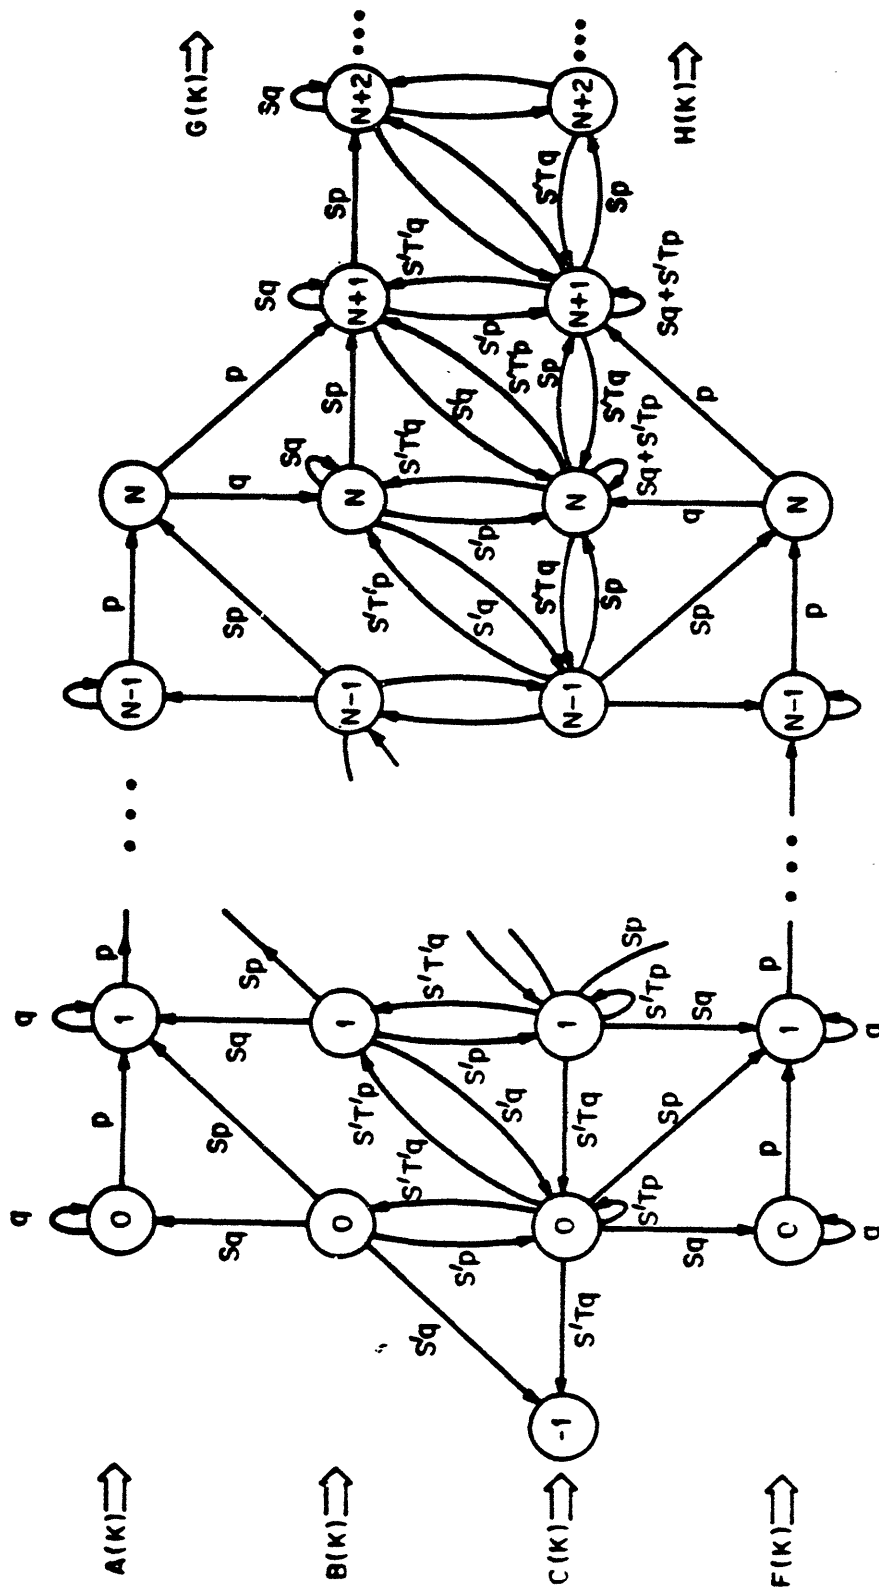 q q
p p p
A(K) 0 1 ... N-1 N
G(K)
Sq Sp Sq Sp Sp q p
Sq Sp Sq Sp Sq
B(K) 0 1 N-1 N N+1 N+2 ...
S'q S'p S'T'q S'T'p S'q S'p S'T'q
S'T'p S'q S'p S'T'q S'q S'T'p S'p S'T'q
S'Tq Sp Sp S'Tq
C(K) -1 0 1 N-1 N N+1 N+2 ...
S'Tq S'Tq Sp S'Tq Sp
Sq S'Tp Sp Sq S'Tp Sp q Sq+S'Tp p Sq+S'Tp
H(K)
p p p
F(K) C 1 ... N-1 N
q q